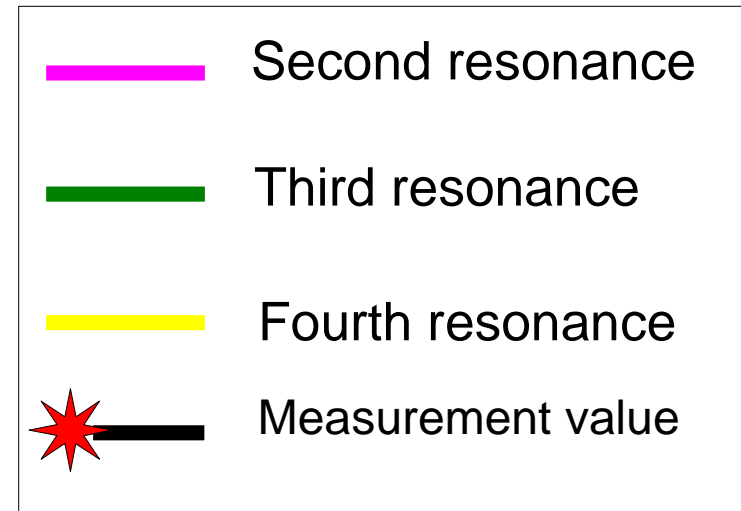 Second resonance
Third resonance
Fourth resonance
Measurement value